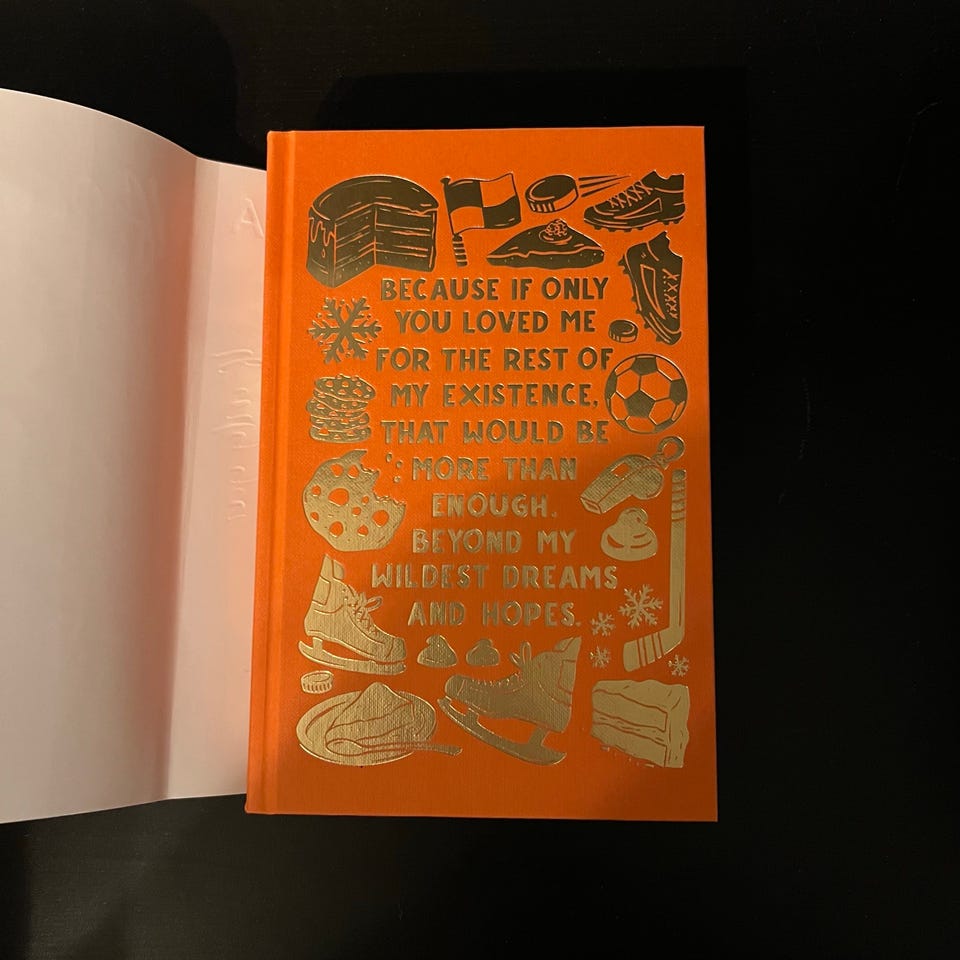 BECAUSE IF ONLY
YOU LOVED ME
FOR THE REST OF
MY EXISTENCE,
THAT WOULD BE
MORE THAN
ENOUGH.
BEYOND MY
WILDEST DREAMS
AND HOPES.